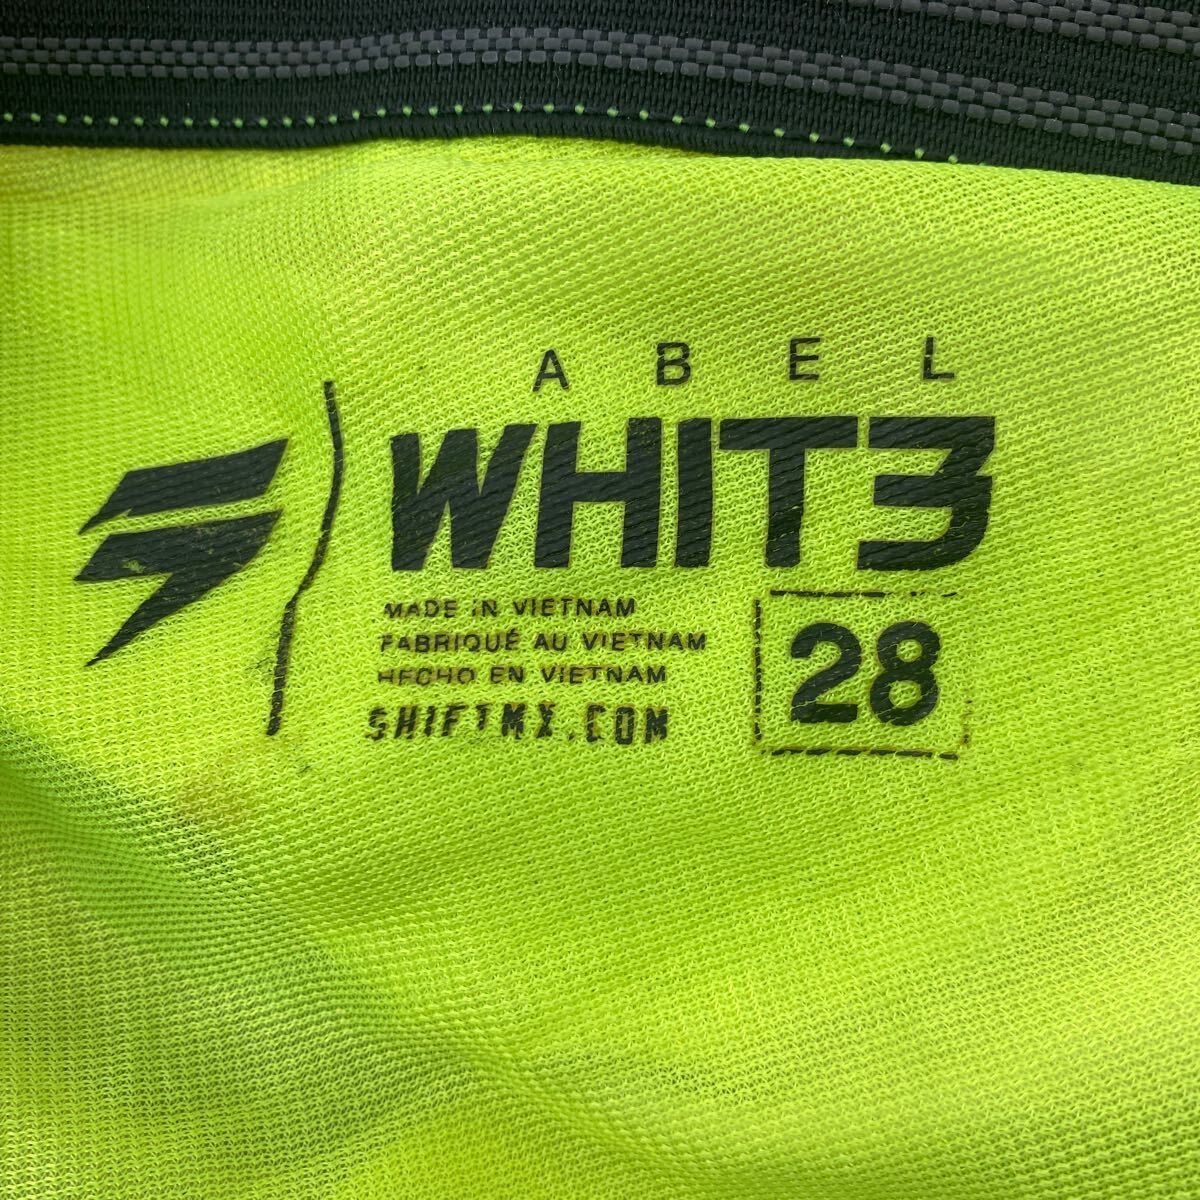 ABEL
WHIT3
MADE IN VIETNAM
FABRIQUÉ AU VIETNAM
HECHO EN VIETNAM
SHIFTMX.COM
28